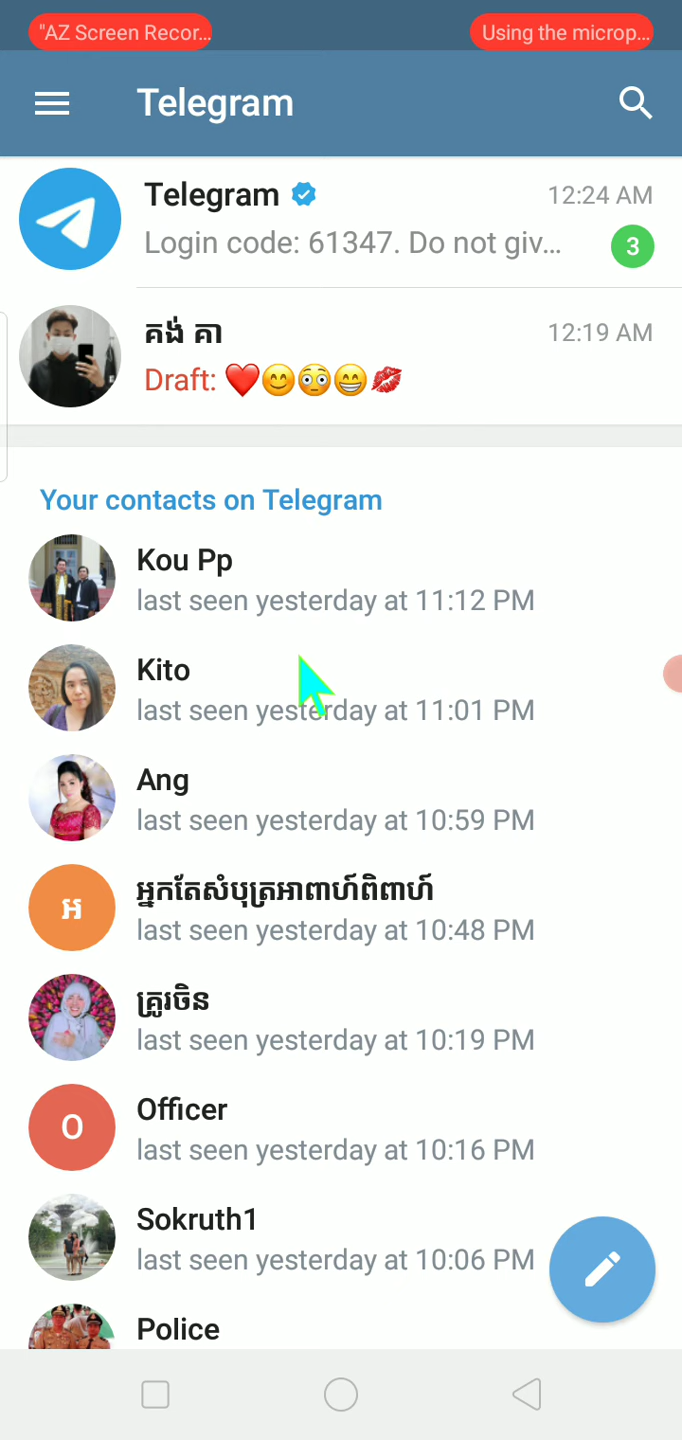 "AZ Screen Recor... Using the microp...
Telegram
Telegram 12:24 AM
Login code: 61347. Do not giv... 3
គង់ គា 12:19 AM
Draft: ❤️😊😳😁💋
Your contacts on Telegram
Kou Pp
last seen yesterday at 11:12 PM
Kito
last seen yesterday at 11:01 PM
Ang
last seen yesterday at 10:59 PM
អ អ្នកតែសំបុត្រអាពាហ៍ពិពាហ៍
last seen yesterday at 10:48 PM
គ្រូរចិន
last seen yesterday at 10:19 PM
O Officer
last seen yesterday at 10:16 PM
Sokruth1
last seen yesterday at 10:06 PM
Police